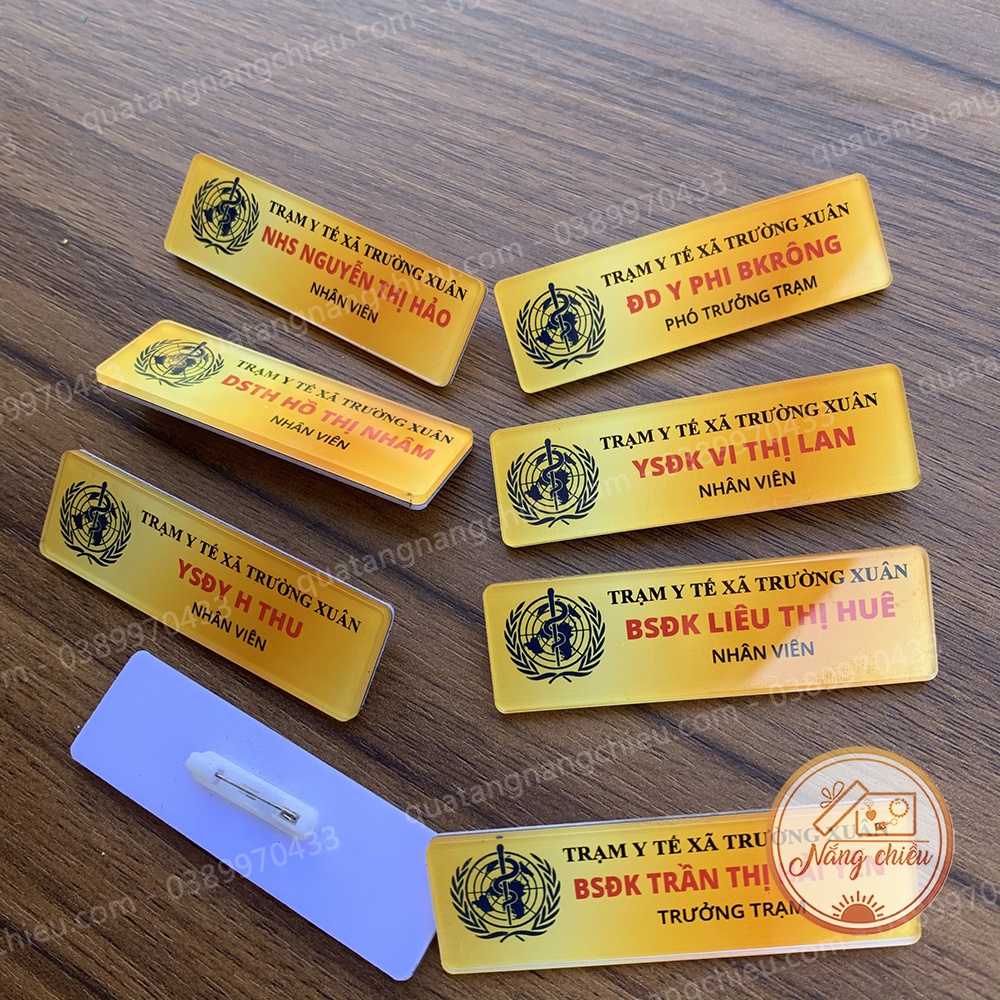 TRẠM Y TẾ XÃ TRƯỜNG XUÂN
NHS NGUYỄN THỊ HẢO
NHÂN VIÊN
TRẠM Y TẾ XÃ TRƯỜNG XUÂN
ĐD Y PHI BKRÔNG
PHÓ TRƯỞNG TRẠM
TRẠM Y TẾ XÃ TRƯỜNG XUÂN
DSTH HỒ THỊ NHÂM
NHÂN VIÊN
TRẠM Y TẾ XÃ TRƯỜNG XUÂN
YSĐK VI THỊ LAN
NHÂN VIÊN
TRẠM Y TẾ XÃ TRƯỜNG XUÂN
YSĐY H THU
NHÂN VIÊN
TRẠM Y TẾ XÃ TRƯỜNG XUÂN
BSĐK LIÊU THỊ HUÊ
NHÂN VIÊN
TRẠM Y TẾ XÃ TRƯỜNG XUÂN
BSĐK TRẦN THỊ
TRƯỞNG TRẠM
Nắng chiều
quatangnangchieu.com - 0389970433